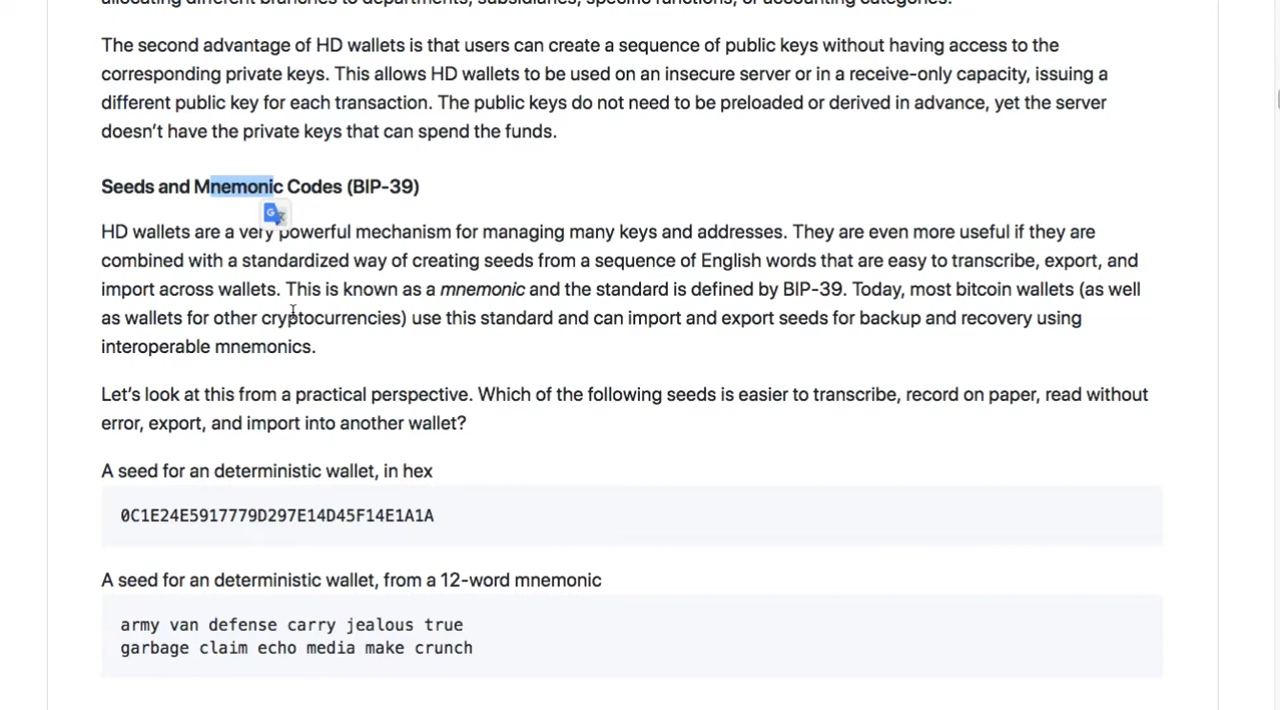 allocating different branches to departments, subsidiaries, specific functions, or accounting categories.
The second advantage of HD wallets is that users can create a sequence of public keys without having access to the
corresponding private keys. This allows HD wallets to be used on an insecure server or in a receive-only capacity, issuing a
different public key for each transaction. The public keys do not need to be preloaded or derived in advance, yet the server
doesn’t have the private keys that can spend the funds.
Seeds and Mnemonic Codes (BIP-39)
HD wallets are a very powerful mechanism for managing many keys and addresses. They are even more useful if they are
combined with a standardized way of creating seeds from a sequence of English words that are easy to transcribe, export, and
import across wallets. This is known as a mnemonic and the standard is defined by BIP-39. Today, most bitcoin wallets (as well
as wallets for other cryptocurrencies) use this standard and can import and export seeds for backup and recovery using
interoperable mnemonics.
Let’s look at this from a practical perspective. Which of the following seeds is easier to transcribe, record on paper, read without
error, export, and import into another wallet?
A seed for an deterministic wallet, in hex
0C1E24E5917779D297E14D45F14E1A1A
A seed for an deterministic wallet, from a 12-word mnemonic
army van defense carry jealous true
garbage claim echo media make crunch